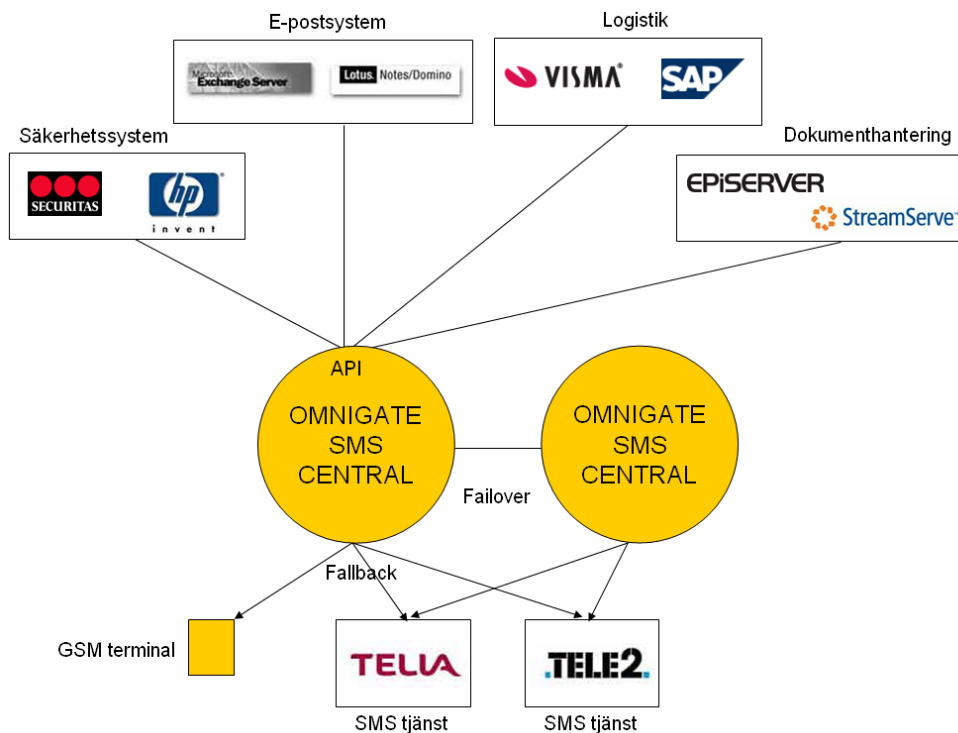 E-postsystem
Logistik
Microsoft
Exchange Server
Lotus. Notes/Domino
VISMA®
SAP
Säkerhetssystem
Dokumenthantering
SECURITAS
hp
invent
EPiSERVER
StreamServe™
API
OMNIGATE
SMS
CENTRAL
OMNIGATE
SMS
CENTRAL
Failover
Fallback
GSM terminal
TELIA
.TELE2.
SMS tjänst
SMS tjänst